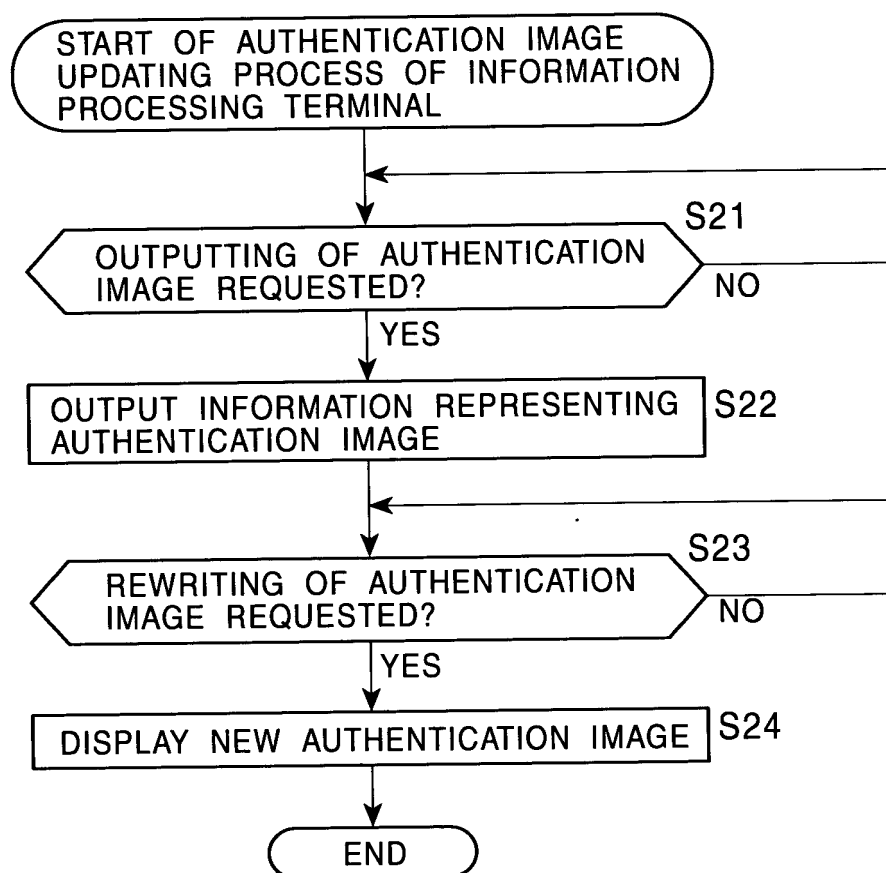 START OF AUTHENTICATION IMAGE
UPDATING PROCESS OF INFORMATION
PROCESSING TERMINAL
S21
OUTPUTTING OF AUTHENTICATION
IMAGE REQUESTED?
NO
YES
OUTPUT INFORMATION REPRESENTING
AUTHENTICATION IMAGE
S22
S23
REWRITING OF AUTHENTICATION
IMAGE REQUESTED?
NO
YES
DISPLAY NEW AUTHENTICATION IMAGE
S24
END